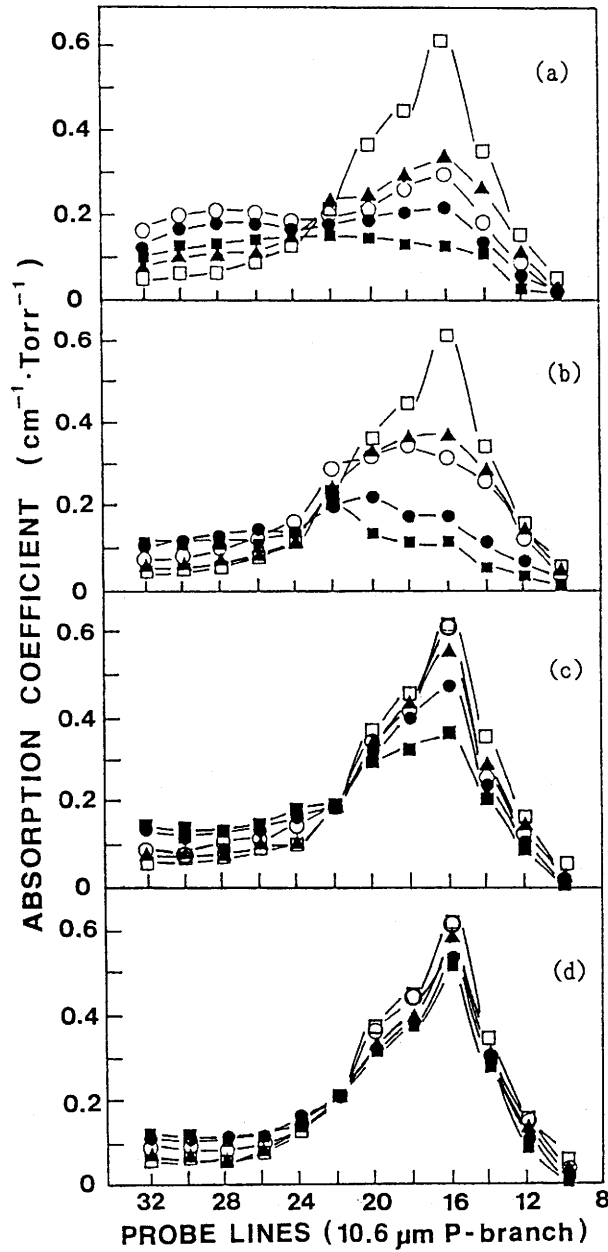 ABSORPTION COEFFICIENT (cm⁻¹·Torr⁻¹)
0.6
0.4
0.2
0
(a)
0.6
0.4
0.2
0
(b)
0.6
0.4
0.2
0
(c)
0.6
0.4
0.2
0
(d)
32 28 24 20 16 12 8
PROBE LINES (10.6 µm P-branch)